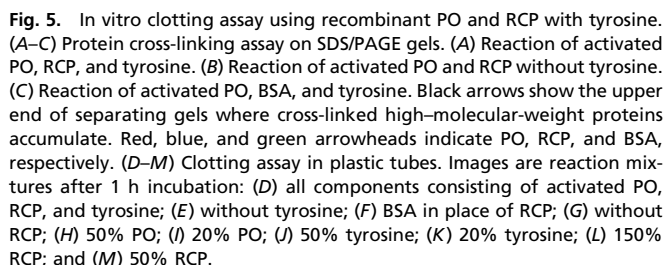 Fig. 5. In vitro clotting assay using recombinant PO and RCP with tyrosine.
(A–C) Protein cross-linking assay on SDS/PAGE gels. (A) Reaction of activated
PO, RCP, and tyrosine. (B) Reaction of activated PO and RCP without tyrosine.
(C) Reaction of activated PO, BSA, and tyrosine. Black arrows show the upper
end of separating gels where cross-linked high–molecular-weight proteins
accumulate. Red, blue, and green arrowheads indicate PO, RCP, and BSA,
respectively. (D–M) Clotting assay in plastic tubes. Images are reaction mix-
tures after 1 h incubation: (D) all components consisting of activated PO,
RCP, and tyrosine; (E) without tyrosine; (F) BSA in place of RCP; (G) without
RCP; (H) 50% PO; (I) 20% PO; (J) 50% tyrosine; (K) 20% tyrosine; (L) 150%
RCP; and (M) 50% RCP.